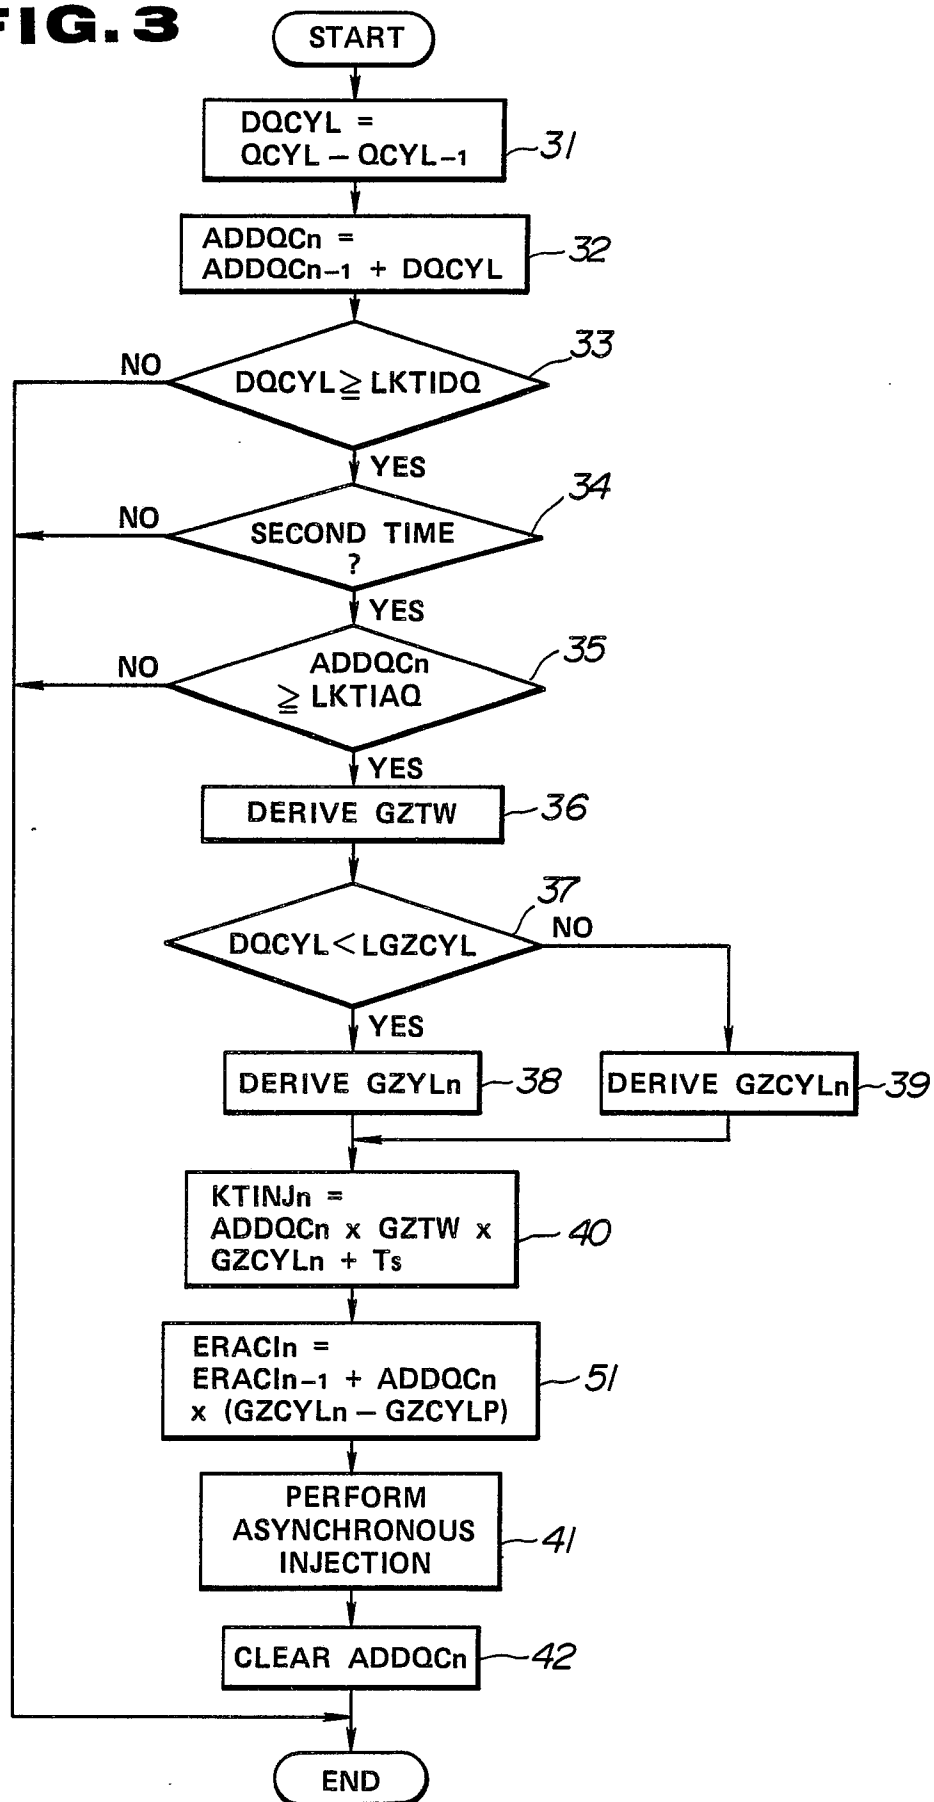 FIG. 3
START
DQCYL =
QCYL – QCYL-1
31
ADDQCn =
ADDQCn-1 + DQCYL
32
33
NO
DQCYL ≧ LKTIDQ
YES
34
NO
SECOND TIME
?
YES
35
NO
ADDQCn
≧ LKTIAQ
YES
DERIVE GZTW
36
37
DQCYL < LGZCYL
NO
YES
DERIVE GZYLn
38
DERIVE GZCYLn
39
KTINJn =
ADDQCn x GZTW x
GZCYLn + Ts
40
ERACIn =
ERACIn-1 + ADDQCn
x (GZCYLn – GZCYLP)
51
PERFORM
ASYNCHRONOUS
INJECTION
41
CLEAR ADDQCn
42
END